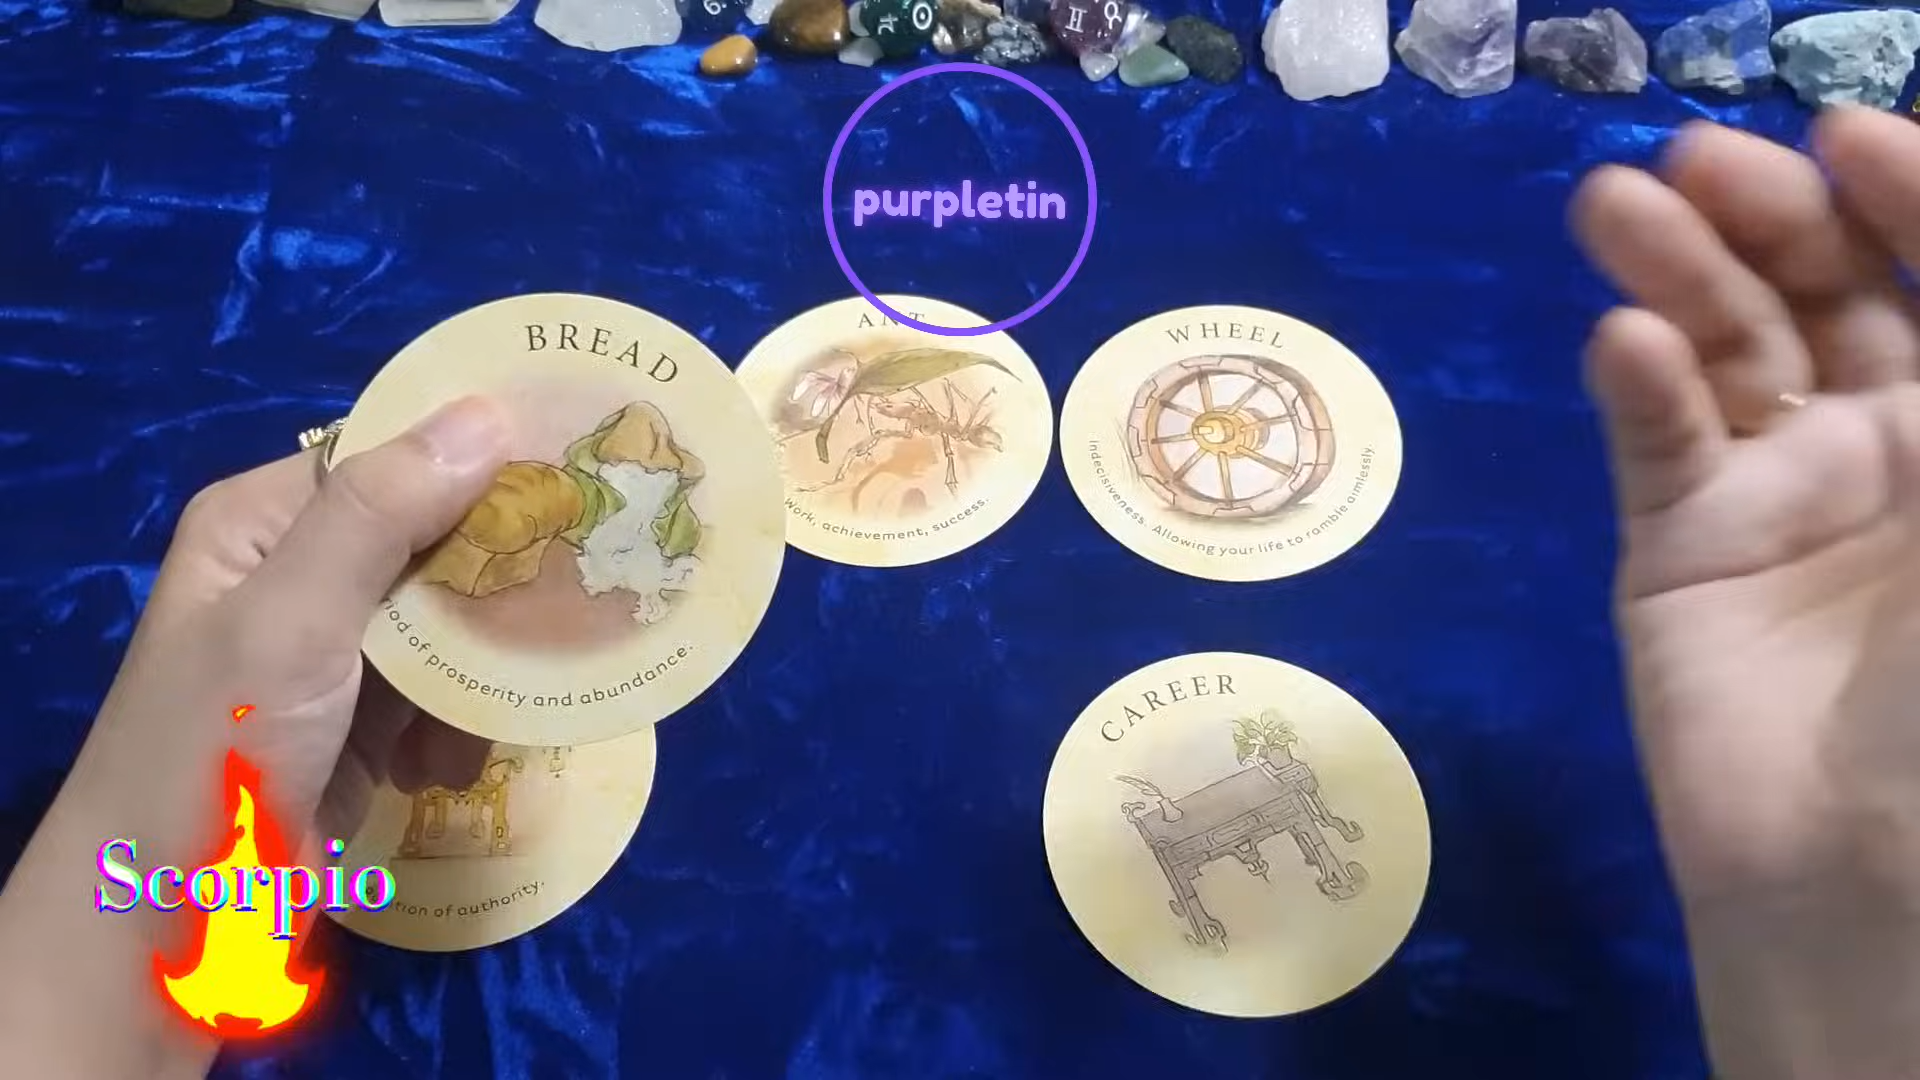 purpletin
BREAD
of prosperity and abundance.
ANT
Work, achievement, success.
WHEEL
Indecisiveness. Allowing your life to ramble aimlessly.
CAREER
of authority.
Scorpio